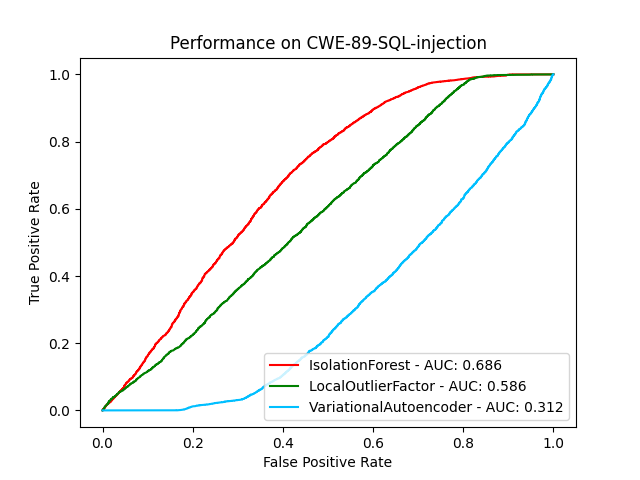 Performance on CWE-89-SQL-injection
True Positive Rate
1.0
0.8
0.6
0.4
0.2
0.0
IsolationForest - AUC: 0.686
LocalOutlierFactor - AUC: 0.586
VariationalAutoencoder - AUC: 0.312
0.0 0.2 0.4 0.6 0.8 1.0
False Positive Rate